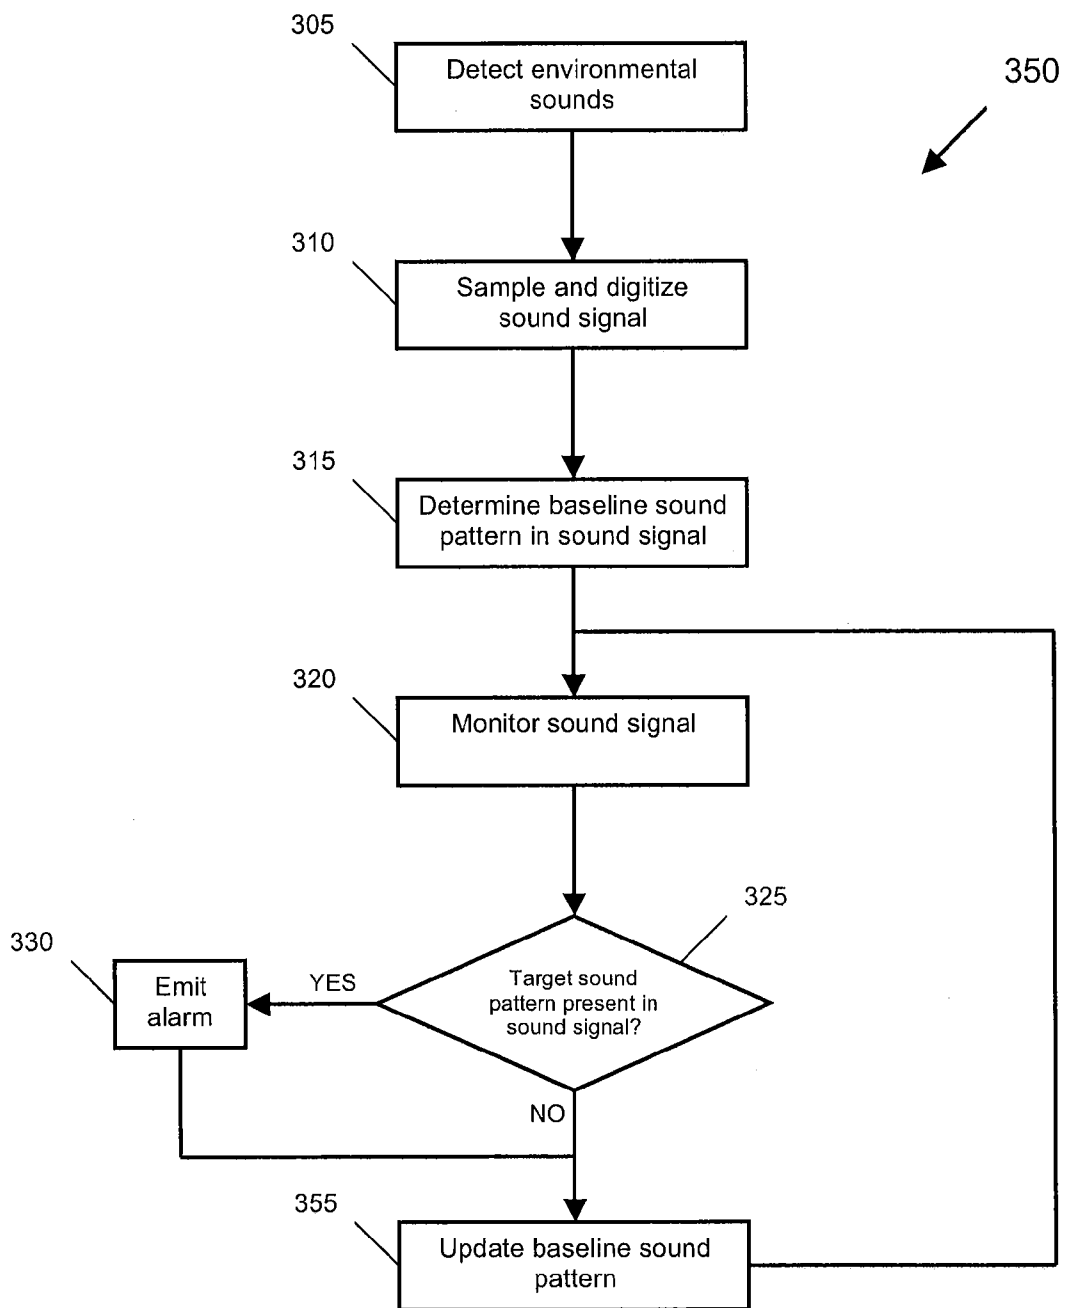 305
Detect environmental
sounds
350
310
Sample and digitize
sound signal
315
Determine baseline sound
pattern in sound signal
320
Monitor sound signal
325
Target sound
pattern present in
sound signal?
330
Emit
alarm
YES
NO
355
Update baseline sound
pattern